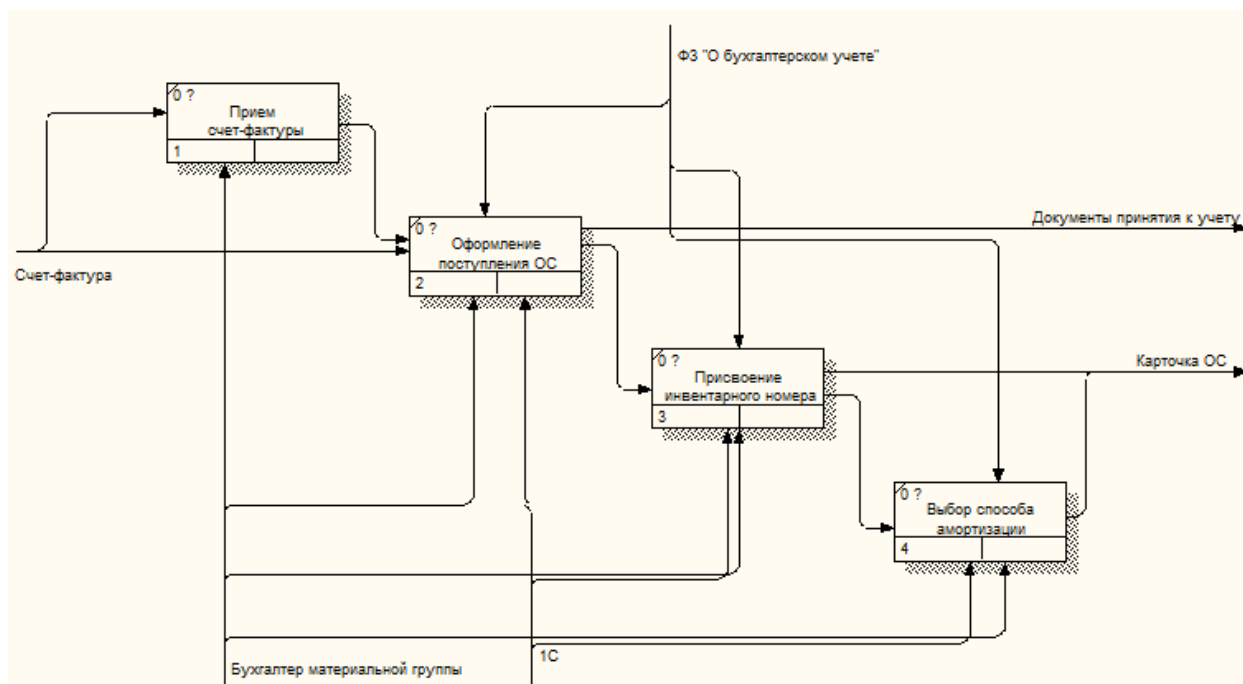 ФЗ "О бухгалтерском учете"
0 ?
Прием
счет-фактуры
1
Счет-фактура
0 ?
Оформление
поступления ОС
2
Документы принятия к учету
0 ?
Присвоение
инвентарного номера
3
Карточка ОС
0 ?
Выбор способа
амортизации
4
Бухгалтер материальной группы
1С